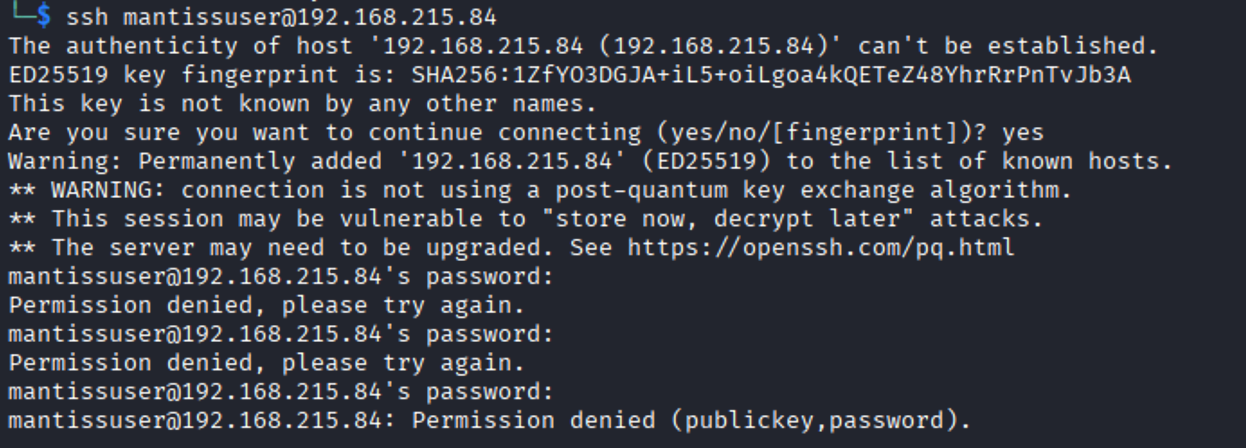 └─$ ssh mantissuser@192.168.215.84
The authenticity of host '192.168.215.84 (192.168.215.84)' can't be established.
ED25519 key fingerprint is: SHA256:1ZfYO3DGJA+iL5+oiLgoa4kQETeZ48YhrRrPnTvJb3A
This key is not known by any other names.
Are you sure you want to continue connecting (yes/no/[fingerprint])? yes
Warning: Permanently added '192.168.215.84' (ED25519) to the list of known hosts.
** WARNING: connection is not using a post-quantum key exchange algorithm.
** This session may be vulnerable to "store now, decrypt later" attacks.
** The server may need to be upgraded. See https://openssh.com/pq.html
mantissuser@192.168.215.84's password:
Permission denied, please try again.
mantissuser@192.168.215.84's password:
Permission denied, please try again.
mantissuser@192.168.215.84's password:
mantissuser@192.168.215.84: Permission denied (publickey,password).